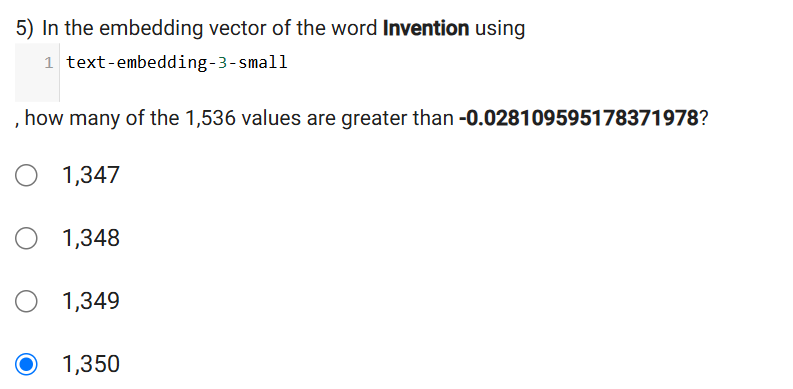 5) In the embedding vector of the word Invention using
1 text-embedding-3-small
, how many of the 1,536 values are greater than -0.028109595178371978?
1,347
1,348
1,349
1,350